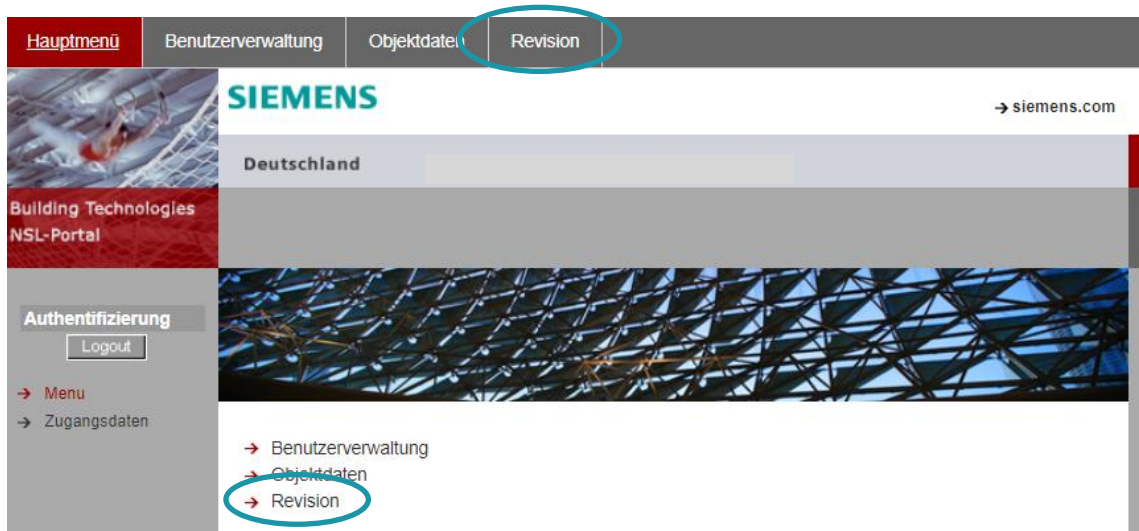 Hauptmenü Benutzerverwaltung Objektdaten Revision
SIEMENS
→ siemens.com
Deutschland
Building Technologies
NSL-Portal
Authentifizierung
Logout
→ Menu
→ Zugangsdaten
→ Benutzerverwaltung
→ Objektdaten
→ Revision